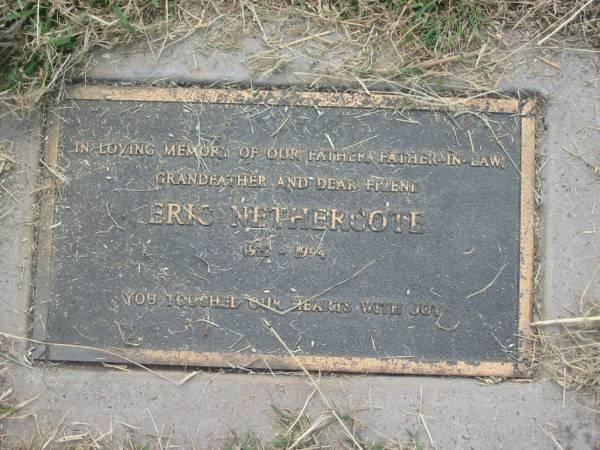 IN LOVING MEMORY OF OUR FATHER, FATHER-IN-LAW,
GRANDFATHER AND DEAR FRIEND
ERIC NETHERCOTE
1912 - 1994
YOU TOUCHED OUR HEARTS WITH JOY